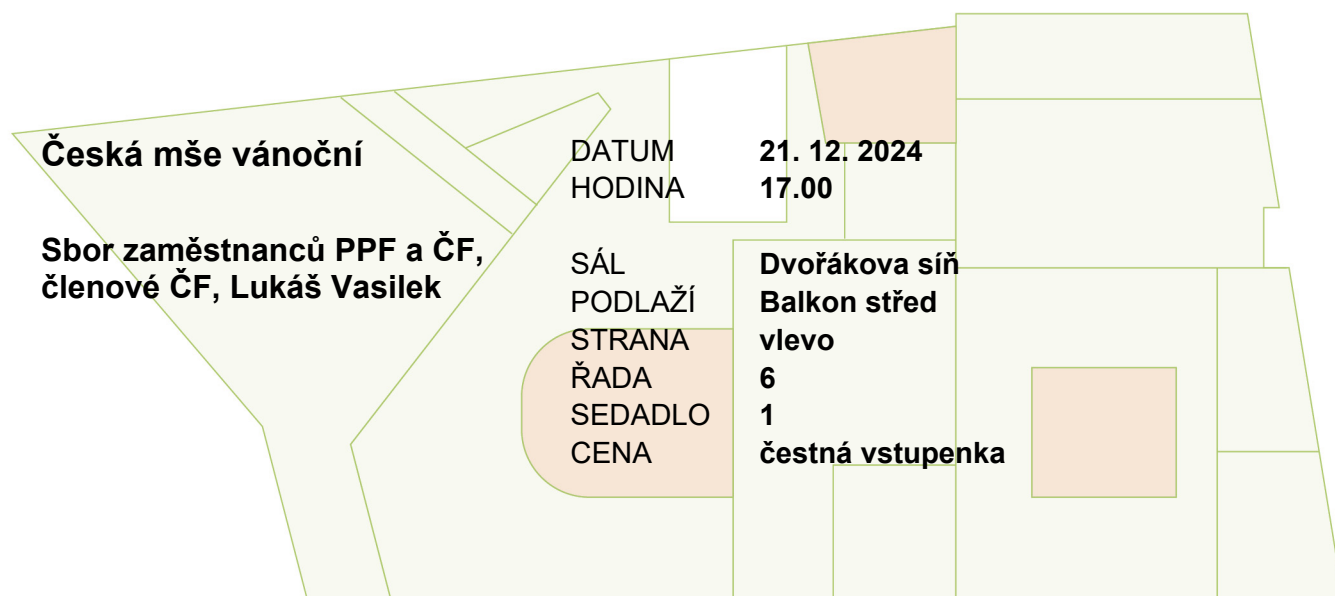 Česká mše vánoční
Sbor zaměstnanců PPF a ČF,
členové ČF, Lukáš Vasilek
DATUM 21. 12. 2024
HODINA 17.00
SÁL Dvořákova síň
PODLAŽÍ Balkon střed
STRANA vlevo
ŘADA 6
SEDADLO 1
CENA čestná vstupenka